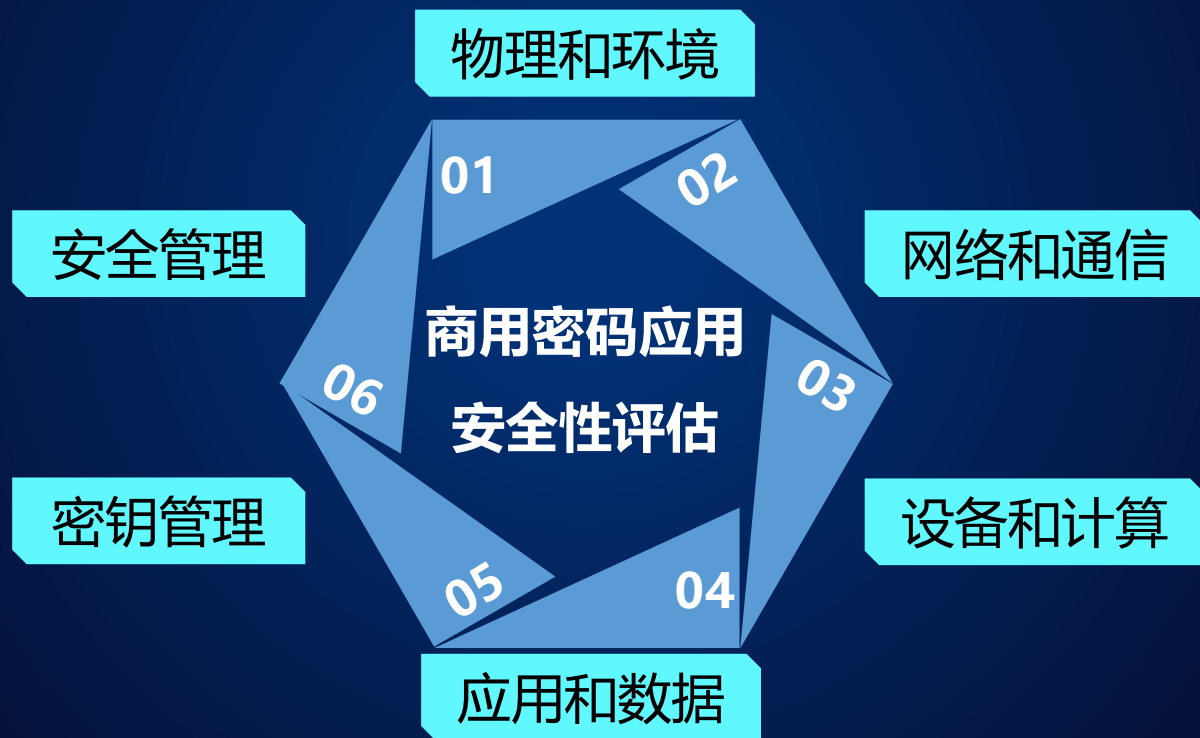 物理和环境
01
02
安全管理
网络和通信
商用密码应用
安全性评估
06
03
密钥管理
设备和计算
05
04
应用和数据